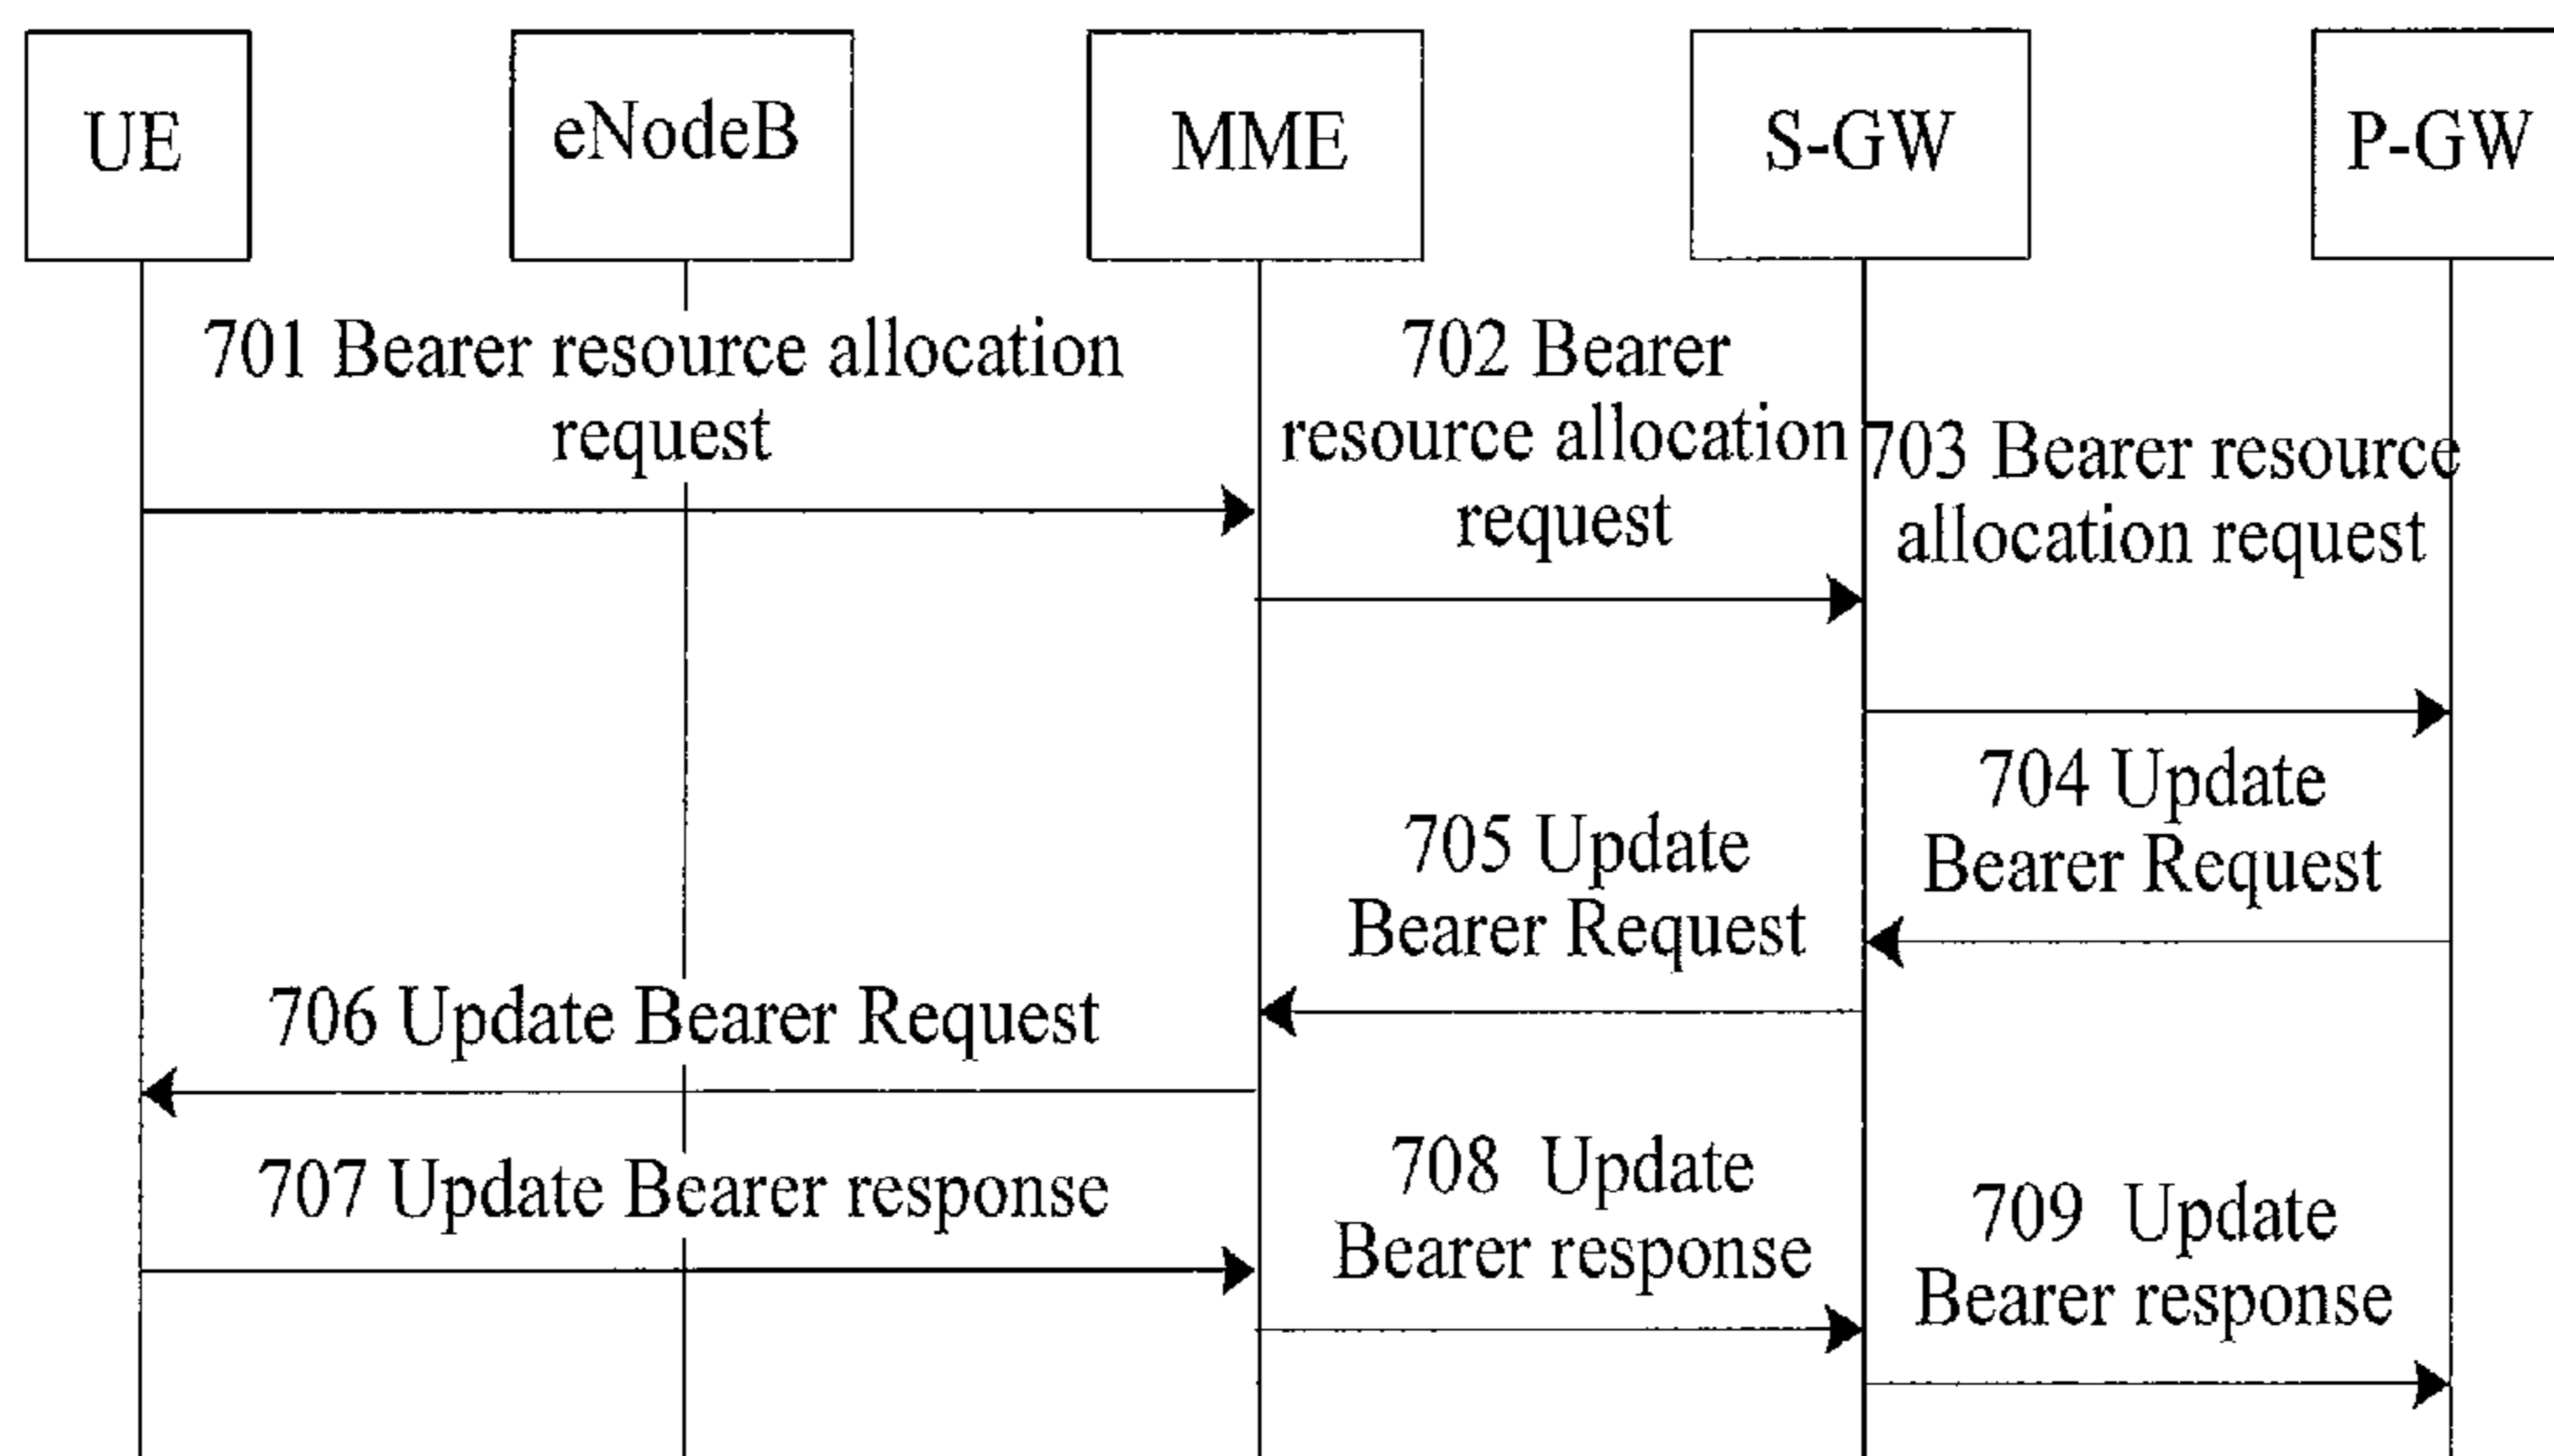 UE
eNodeB
MME
S-GW
P-GW
701 Bearer resource allocation
request
702 Bearer
resource allocation
request
703 Bearer resource
allocation request
704 Update
Bearer Request
705 Update
Bearer Request
706 Update Bearer Request
707 Update Bearer response
708 Update
Bearer response
709 Update
Bearer response